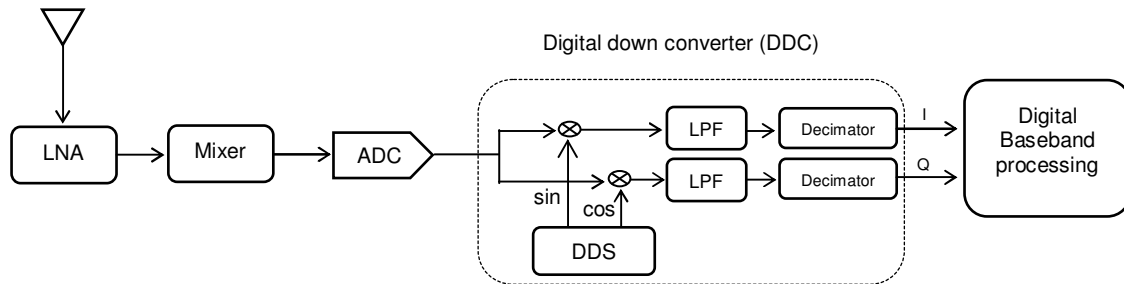 Digital down converter (DDC)
LNA
Mixer
ADC
LPF
Decimator
I
Digital
Baseband
processing
LPF
Decimator
Q
sin
cos
DDS